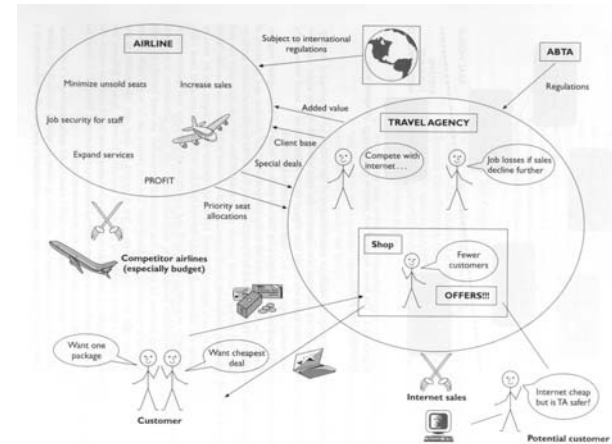 AIRLINE
Minimize unsold seats
Increase sales
Job security for staff
Expand services
PROFIT
Subject to international
regulations
ABTA
Regulations
Added value
Client base
Special deals
Priority seat
allocations
TRAVEL AGENCY
Compete with
internet . . .
Job losses if sales
decline further
Shop
Fewer
customers
OFFERS!!!
Competitor airlines
(especially budget)
Want one
package
Want cheapest
deal
Customer
Internet sales
Internet cheap
but is TA safer?
Potential customer